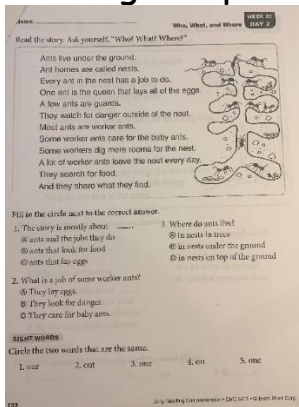 Name:
Who, What, and Where
WEEK
DAY 2
Read the story. Ask yourself, "Who? What? Where?"
Ants live under the ground.
Ant homes are called nests.
Every ant in the nest has a job to do.
One ant is the queen that lays all of the eggs.
A few ants are guards.
They watch for danger outside of the nest.
Most ants are worker ants.
Some worker ants care for the baby ants.
Some workers dig more rooms for the nest.
A lot of worker ants leave the nest every day.
They search for food.
And they share what they find.
Fill in the circle next to the correct answer.
1. The story is mostly about ____.
Ⓐ ants and the jobs they do
Ⓑ ants that look for food
Ⓒ ants that lay eggs
2. What is a job of some worker ants?
Ⓐ They lay eggs.
Ⓑ They look for danger.
Ⓒ They care for baby ants.
3. Where do ants live?
Ⓐ in nests in trees
Ⓑ in nests under the ground
Ⓒ in nests on top of the ground
SIGHT WORDS
Circle the two words that are the same.
1. our
2. out
3. one
4. on
5. one
Daily Reading Comprehension • EMC • © Evan-Moor Corp.